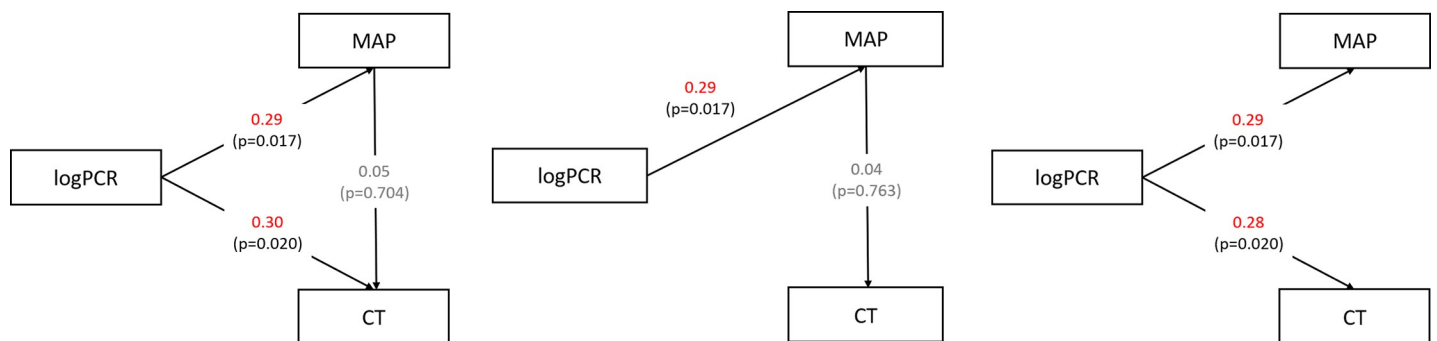 MAP
0.29
(p=0.017)
logPCR
0.05
(p=0.704)
0.30
(p=0.020)
CT
MAP
0.29
(p=0.017)
logPCR
0.04
(p=0.763)
CT
MAP
0.29
(p=0.017)
logPCR
0.28
(p=0.020)
CT